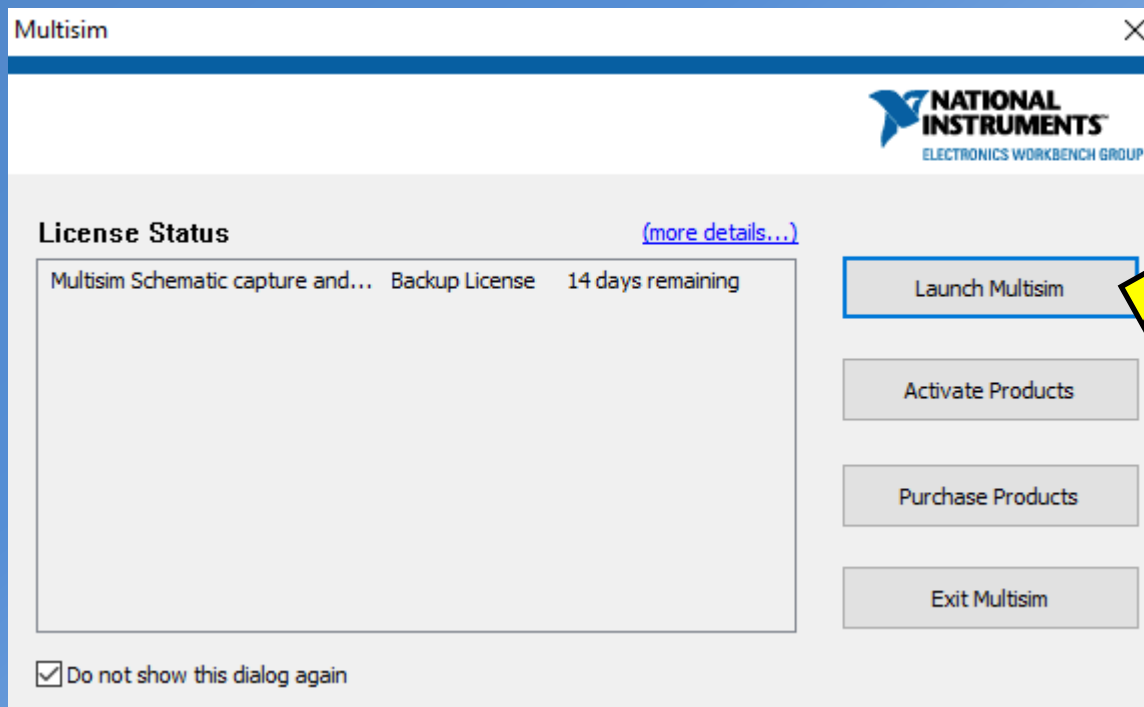 Multisim
NATIONAL
INSTRUMENTS™
ELECTRONICS WORKBENCH GROUP
License Status (more details...)
Multisim Schematic capture and... Backup License 14 days remaining
Launch Multisim
Activate Products
Purchase Products
Exit Multisim
Do not show this dialog again